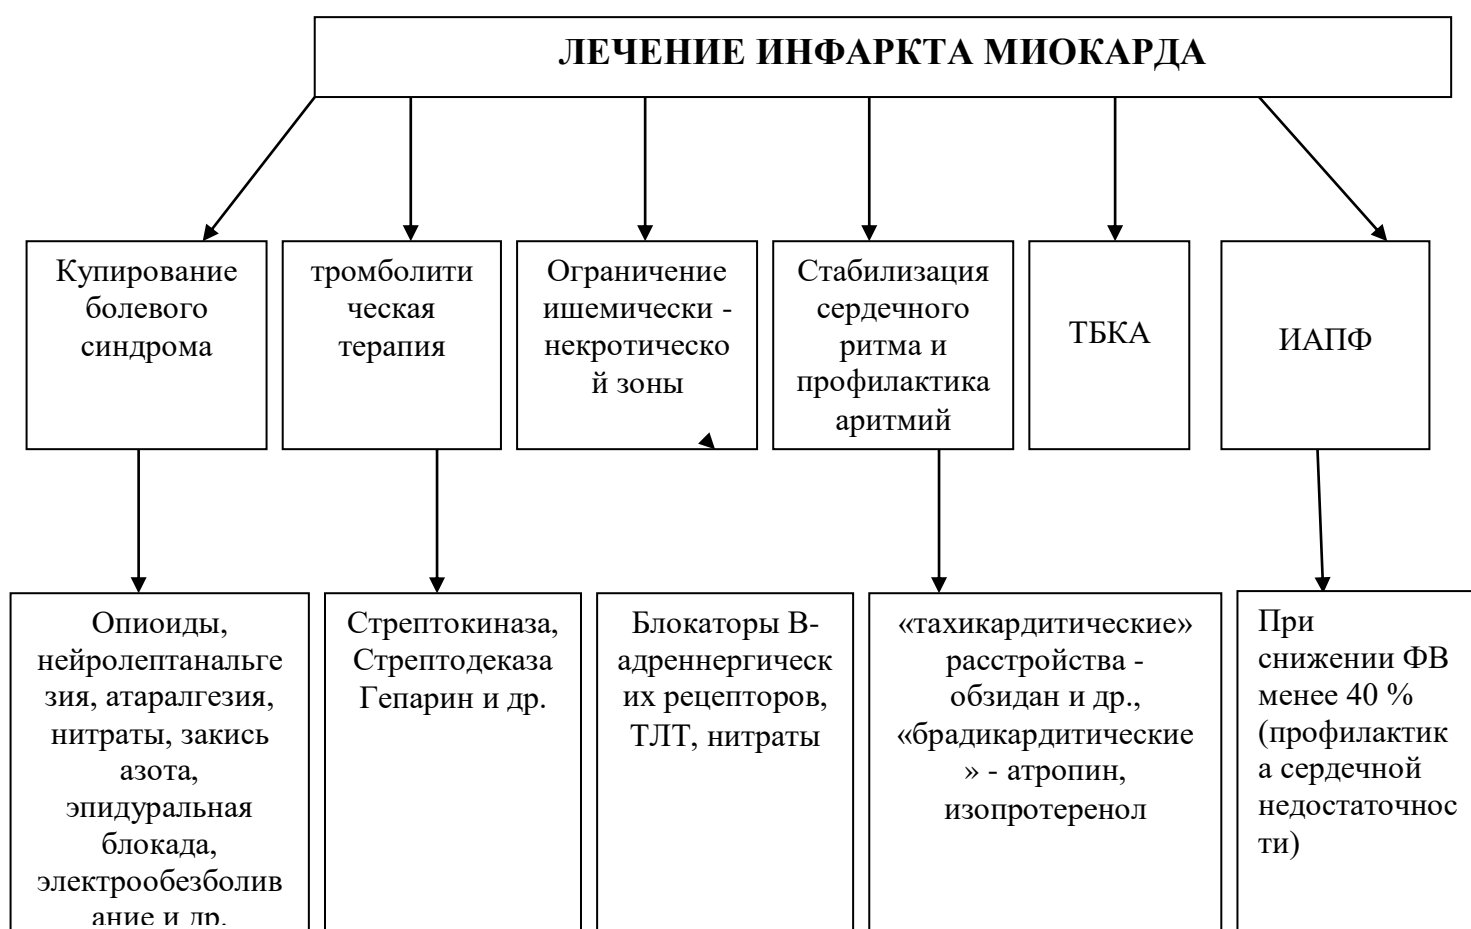 ЛЕЧЕНИЕ ИНФАРКТА МИОКАРДА
Купирование
болевого
синдрома
тромболити
ческая
терапия
Ограничение
ишемически -
некротическо
й зоны
Стабилизация
сердечного
ритма и
профилактика
аритмий
ТБКА
ИАПФ
Опиоиды,
нейролептанальге
зия, атаралгезия,
нитраты, закись
азота,
эпидуральная
блокада,
электрообезболив
ание и др.
Стрептокиназа,
Стрептодеказа
Гепарин и др.
Блокаторы В-
адреннергическ
их рецепторов,
ТЛТ, нитраты
«тахикардитические»
расстройства -
обзидан и др.,
«брадикардитические
» - атропин,
изопротеренол
При
снижении ФВ
менее 40 %
(профилактик
а сердечной
недостаточнос
ти)